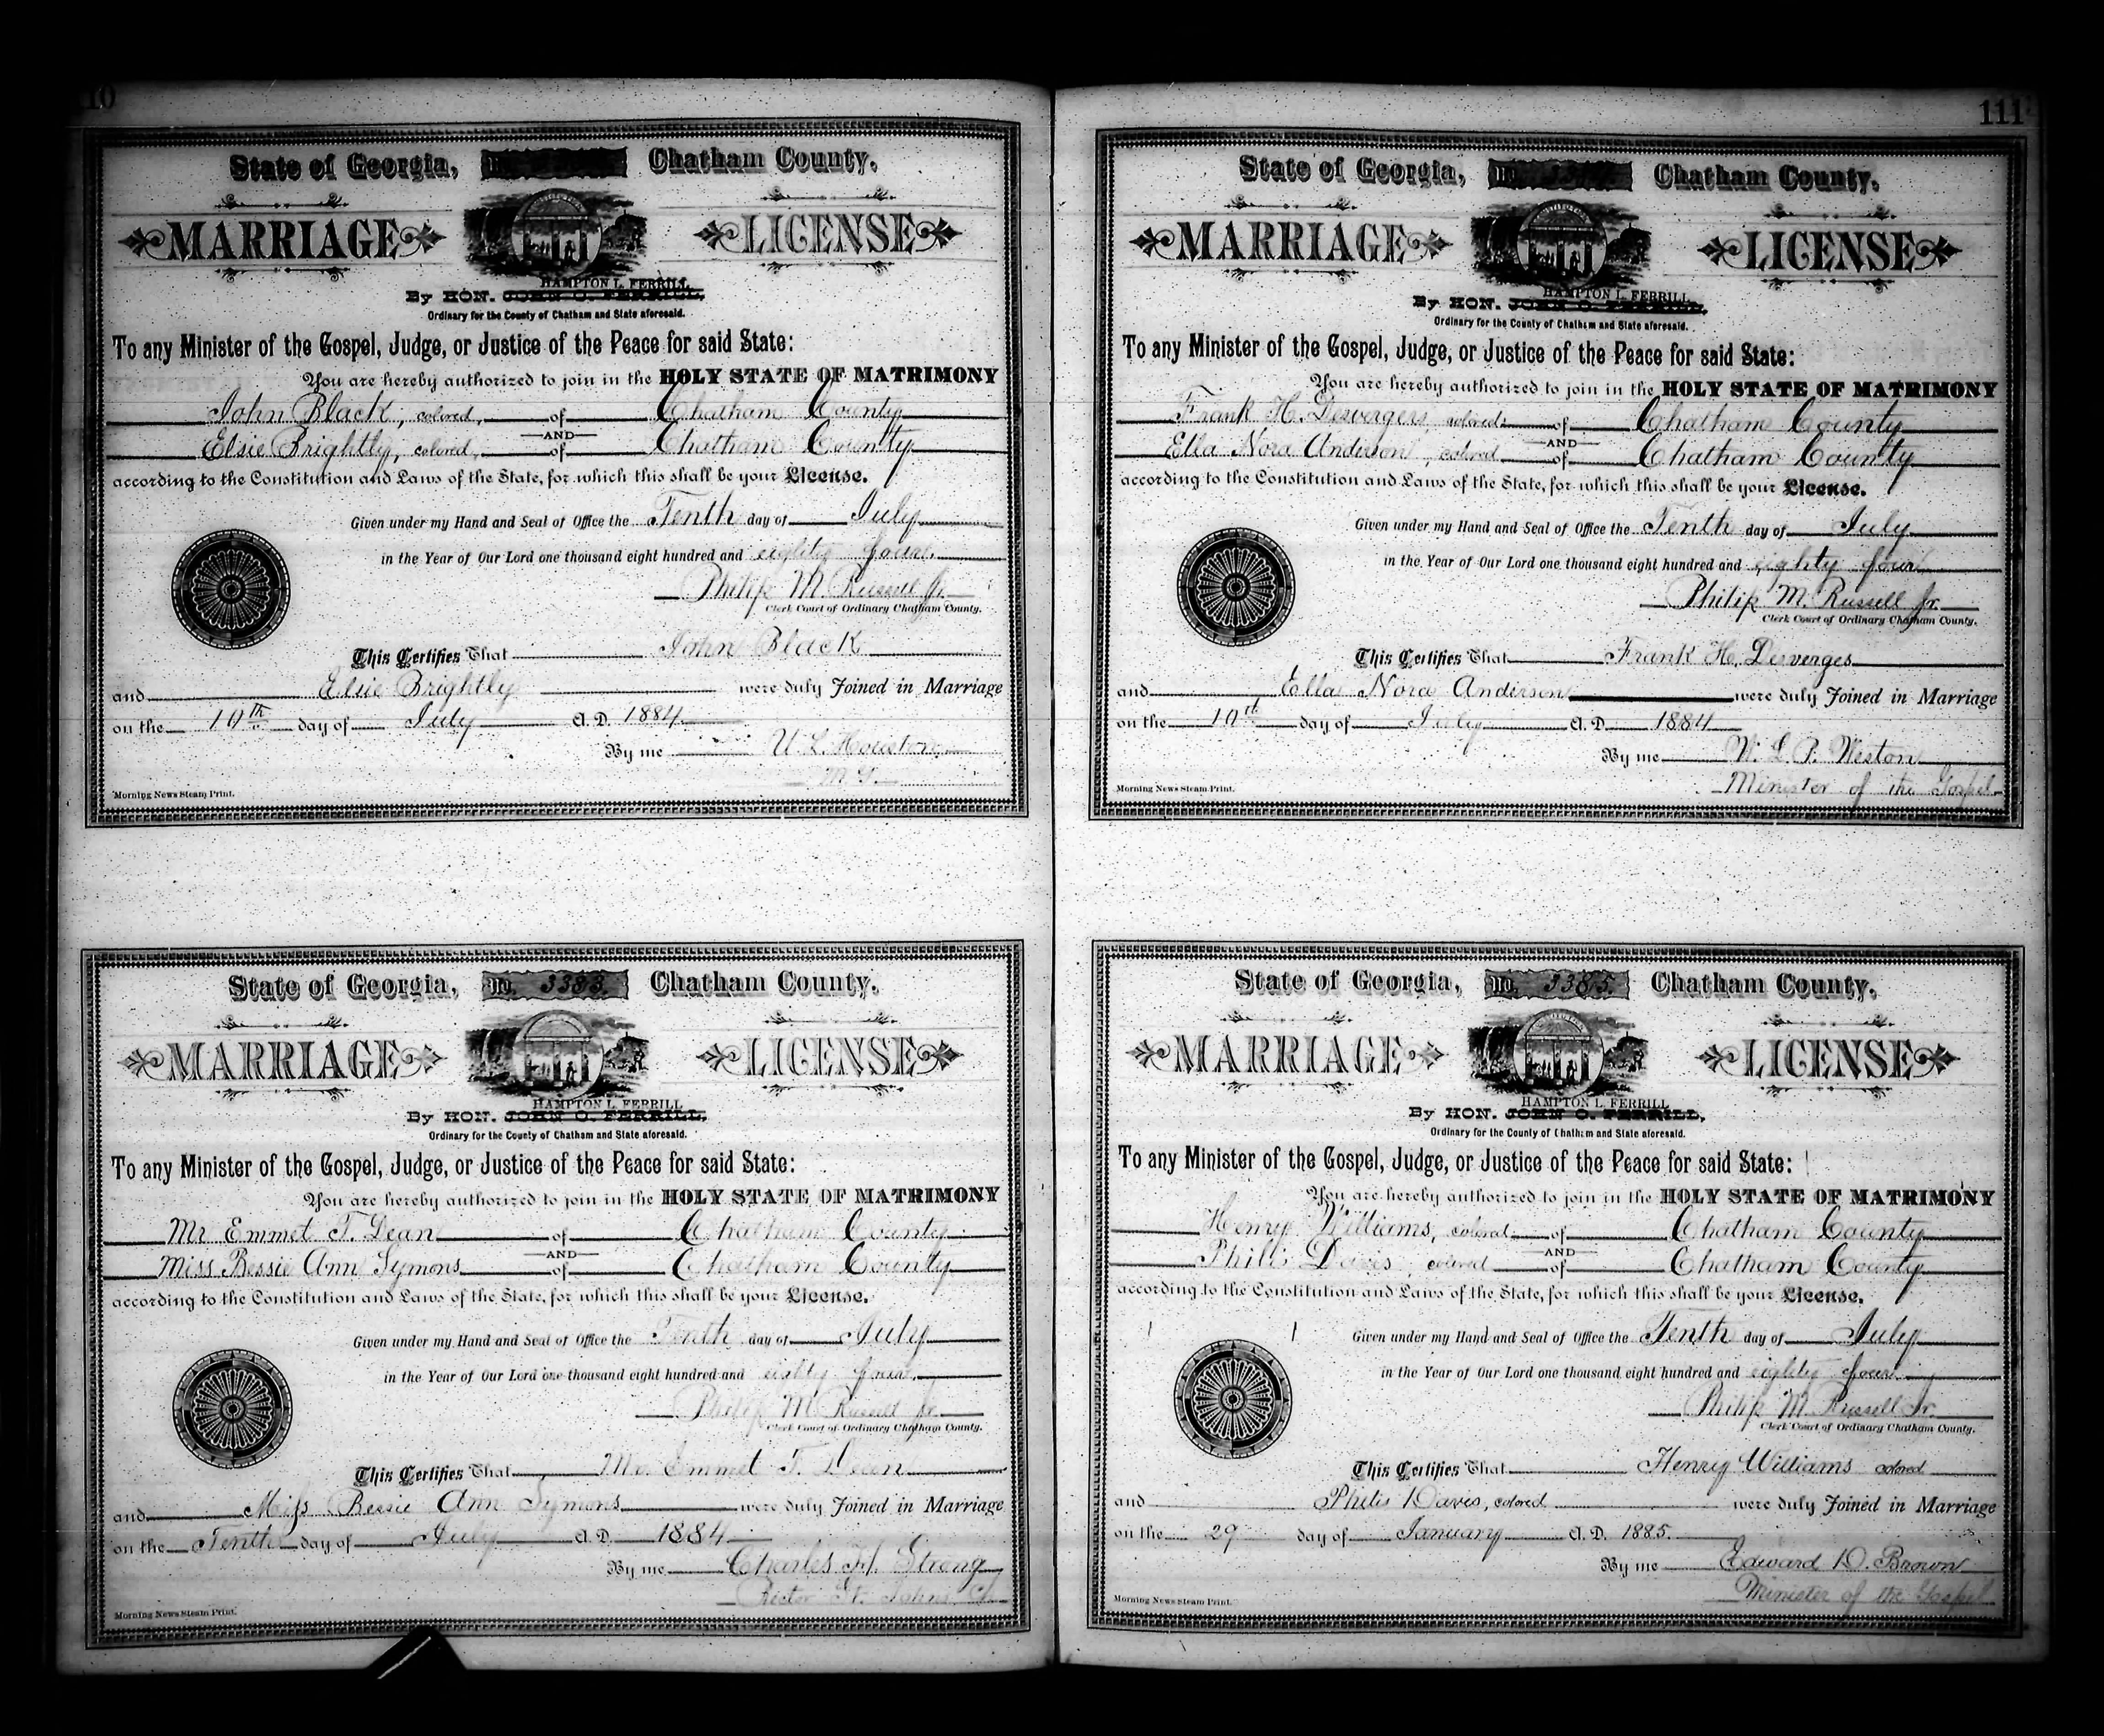 10
State of Georgia, Chatham County.
MARRIAGE LICENSE
HAMPTON L. FERRILL,
By HON. JOHN O. FERRILL,
Ordinary for the County of Chatham and State aforesaid.
To any Minister of the Gospel, Judge, or Justice of the Peace for said State:
You are hereby authorized to join in the HOLY STATE OF MATRIMONY
John Black, colored, of Chatham County
AND
Elsie Brightly, colored, of Chatham County
according to the Constitution and Laws of the State, for which this shall be your License.
Given under my Hand and Seal of Office the Tenth day of July
in the Year of Our Lord one thousand eight hundred and eighty four.
Philip M. Russell Jr.
Clerk Court of Ordinary Chatham County.
This Certifies That John Black
and Elsie Brightly were duly Joined in Marriage
on the 10th day of July A. D. 1884.
By me U. L. Houston
M G.
Morning News Steam Print.
State of Georgia, No. 3383. Chatham County.
MARRIAGE LICENSE
HAMPTON L. FERRILL
By HON. JOHN O. FERRILL,
Ordinary for the County of Chatham and State aforesaid.
To any Minister of the Gospel, Judge, or Justice of the Peace for said State:
You are hereby authorized to join in the HOLY STATE OF MATRIMONY
Mr Emmet T. Dean of Chatham County
AND
Miss Bessie Ann Symons of Chatham County
according to the Constitution and Laws of the State, for which this shall be your License.
Given under my Hand and Seal of Office the Tenth day of July
in the Year of Our Lord one thousand eight hundred and eighty four.
Philip M. Russell Jr.
Clerk Court of Ordinary Chatham County.
This Certifies That Mr. Emmet T. Dean
and Miss Bessie Ann Symons were duly Joined in Marriage
on the Tenth day of July A. D. 1884
By me Charles H. Strong
Rector St. Johns Ch.
Morning News Steam Print.
111
State of Georgia, No. Chatham County.
MARRIAGE LICENSE
HAMPTON L. FERRILL
By HON. JOHN O. FERRILL,
Ordinary for the County of Chatham and State aforesaid.
To any Minister of the Gospel, Judge, or Justice of the Peace for said State:
You are hereby authorized to join in the HOLY STATE OF MATRIMONY
Frank H. Desvergers colored of Chatham County
AND
Ella Nora Anderson, colored of Chatham County
according to the Constitution and Laws of the State, for which this shall be your License.
Given under my Hand and Seal of Office the Tenth day of July
in the Year of Our Lord one thousand eight hundred and eighty four.
Philip M. Russell Jr.
Clerk Court of Ordinary Chatham County.
This Certifies That Frank H. Desverges
and Ella Nora Anderson were duly Joined in Marriage
on the 10th day of July A. D. 1884
By me W. L. P. Weston
Minister of the Gospel
Morning News Steam Print.
State of Georgia, No. 3385. Chatham County.
MARRIAGE LICENSE
HAMPTON L. FERRILL
By HON. JOHN O. FERRILL,
Ordinary for the County of Chatham and State aforesaid.
To any Minister of the Gospel, Judge, or Justice of the Peace for said State:
You are hereby authorized to join in the HOLY STATE OF MATRIMONY
Henry Williams, colored of Chatham County
AND
Philis Davis, colored of Chatham County
according to the Constitution and Laws of the State, for which this shall be your License.
Given under my Hand and Seal of Office the Tenth day of July
in the Year of Our Lord one thousand eight hundred and eighty four.
Philip M. Russell Jr.
Clerk Court of Ordinary Chatham County.
This Certifies That Henry Williams colored
and Philis Davis, colored were duly Joined in Marriage
on the 29 day of January A. D. 1885.
By me Edward D. Brown
Minister of the Gospel
Morning News Steam Print.